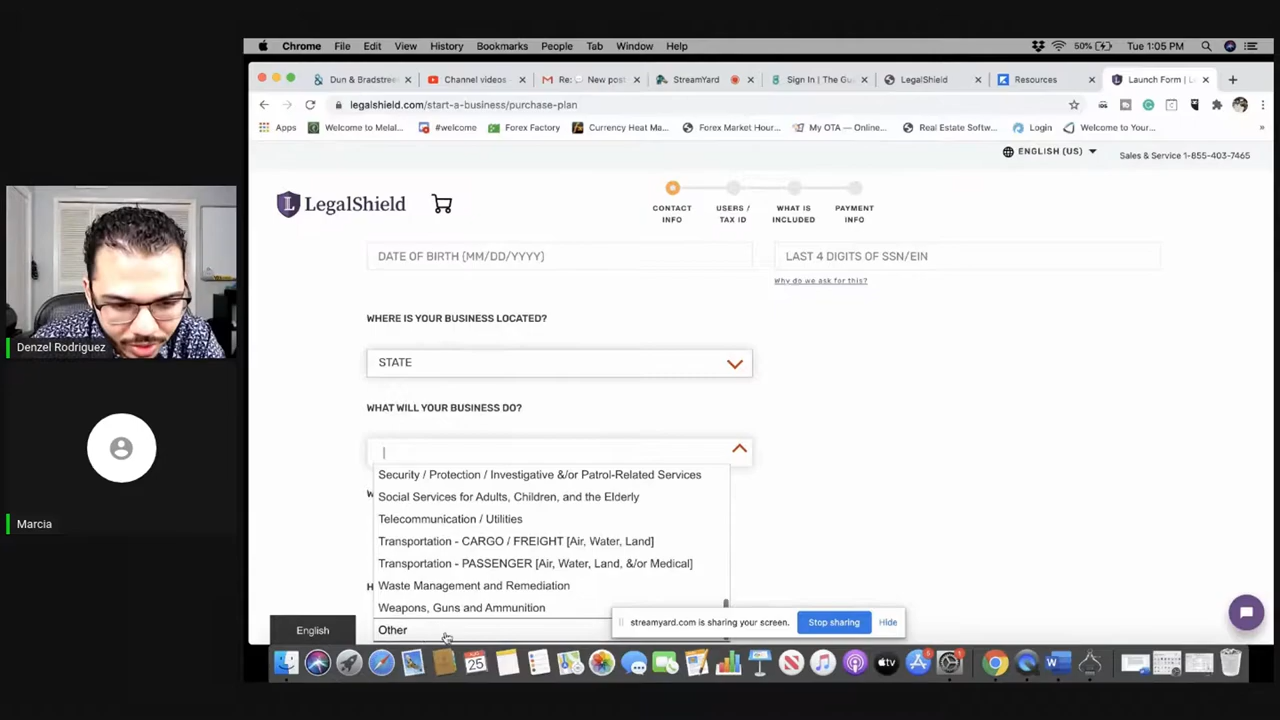 Chrome File Edit View History Bookmarks People Tab Window Help
50% Tue 1:05 PM
Dun & Bradstree
Channel videos -
Re: New post
StreamYard
Sign In | The Gu
LegalShield
Resources
Launch Form | L
legalshield.com/start-a-business/purchase-plan
Apps
Welcome to Melal...
#welcome
Forex Factory
Currency Heat Ma...
Forex Market Hour...
My OTA — Online...
Real Estate Softw...
Login
Welcome to Your...
ENGLISH (US)
Sales & Service 1-855-403-7465
LegalShield
CONTACT INFO
USERS / TAX ID
WHAT IS INCLUDED
PAYMENT INFO
DATE OF BIRTH (MM/DD/YYYY)
LAST 4 DIGITS OF SSN/EIN
Why do we ask for this?
WHERE IS YOUR BUSINESS LOCATED?
STATE
WHAT WILL YOUR BUSINESS DO?
Security / Protection / Investigative &/or Patrol-Related Services
Social Services for Adults, Children, and the Elderly
Telecommunication / Utilities
Transportation - CARGO / FREIGHT [Air, Water, Land]
Transportation - PASSENGER [Air, Water, Land, &/or Medical]
Waste Management and Remediation
Weapons, Guns and Ammunition
Other
streamyard.com is sharing your screen.
Stop sharing
Hide
English
Denzel Rodriguez
Marcia